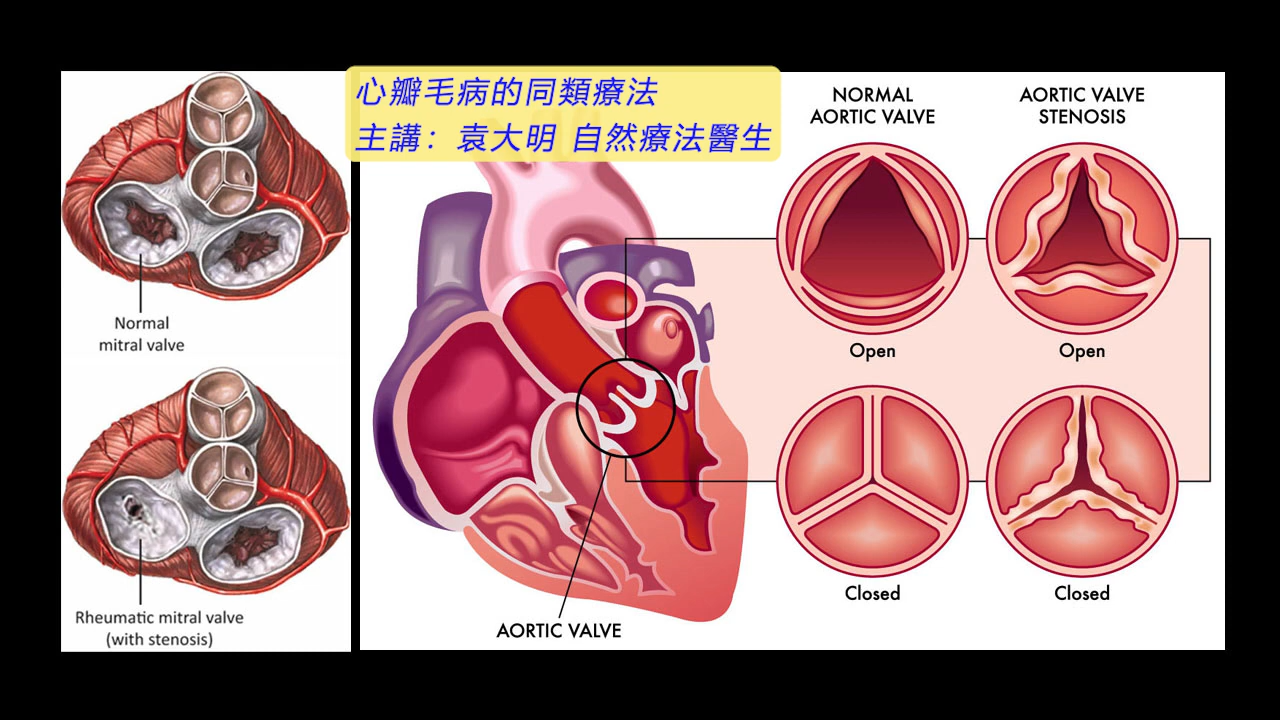 心瓣毛病的同類療法
主講：袁大明 自然療法醫生
Normal
mitral valve
Rheumatic mitral valve
(with stenosis)
AORTIC VALVE
NORMAL
AORTIC VALVE
AORTIC VALVE
STENOSIS
Open
Open
Closed
Closed